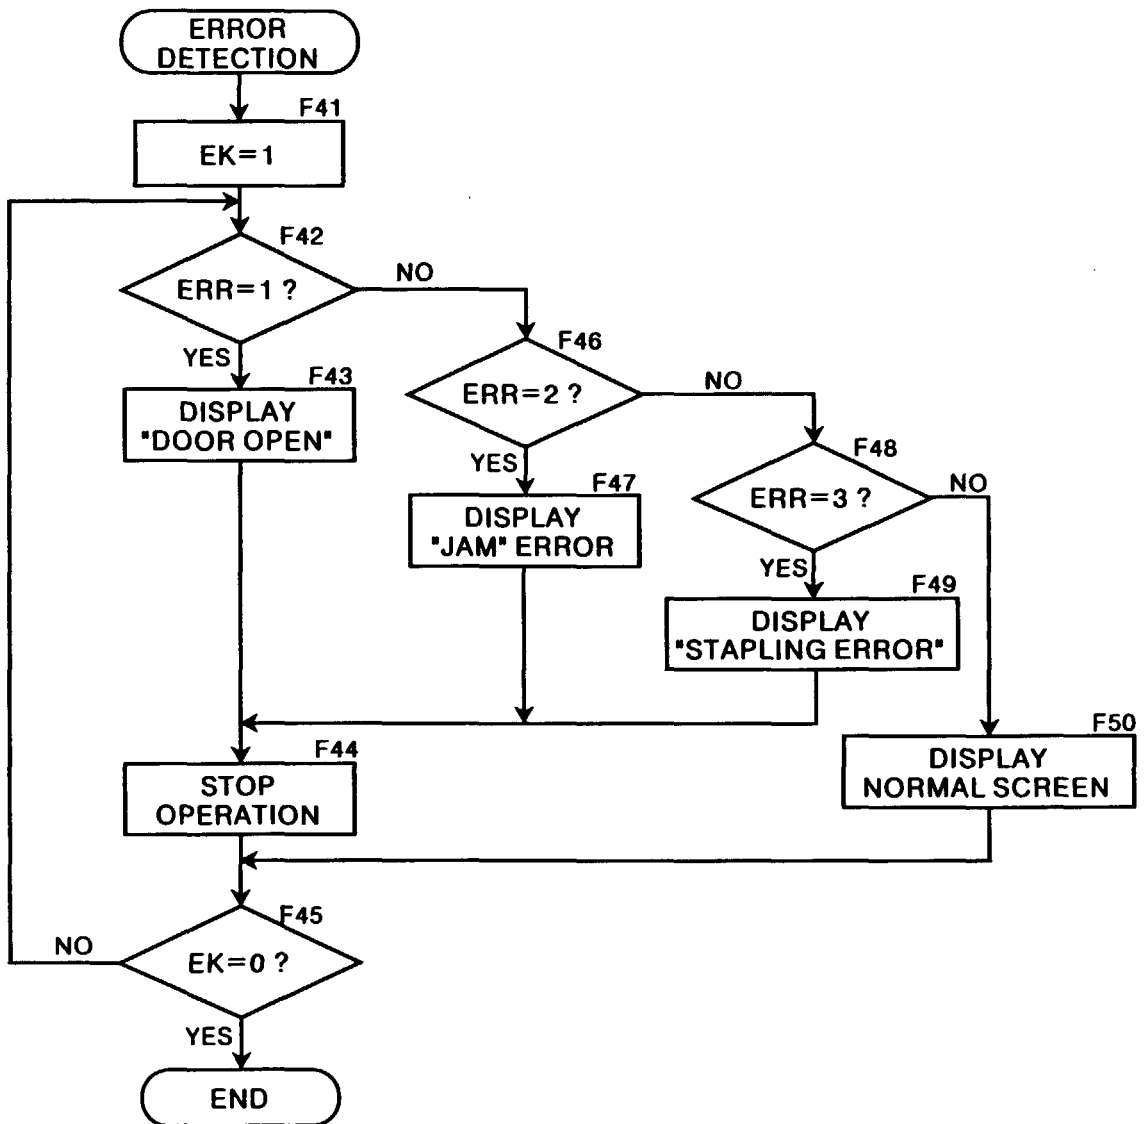 ERROR
DETECTION
F41
EK=1
F42
ERR=1 ?
NO
YES
F43
DISPLAY
"DOOR OPEN"
F46
ERR=2 ?
NO
YES
F47
DISPLAY
"JAM" ERROR
F48
ERR=3 ?
NO
YES
F49
DISPLAY
"STAPLING ERROR"
F50
DISPLAY
NORMAL SCREEN
F44
STOP
OPERATION
F45
EK=0 ?
NO
YES
END